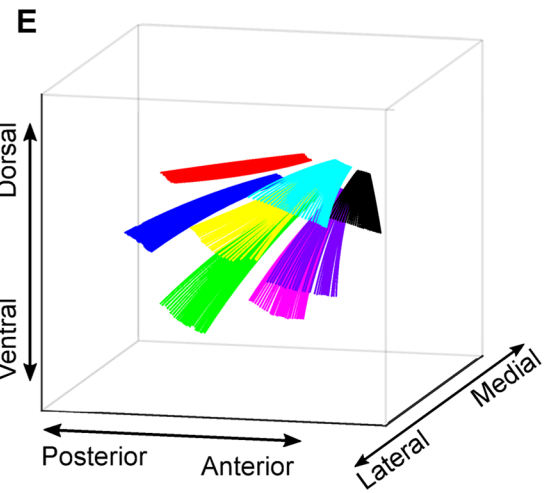 E
Dorsal
Ventral
Posterior
Anterior
Lateral
Medial